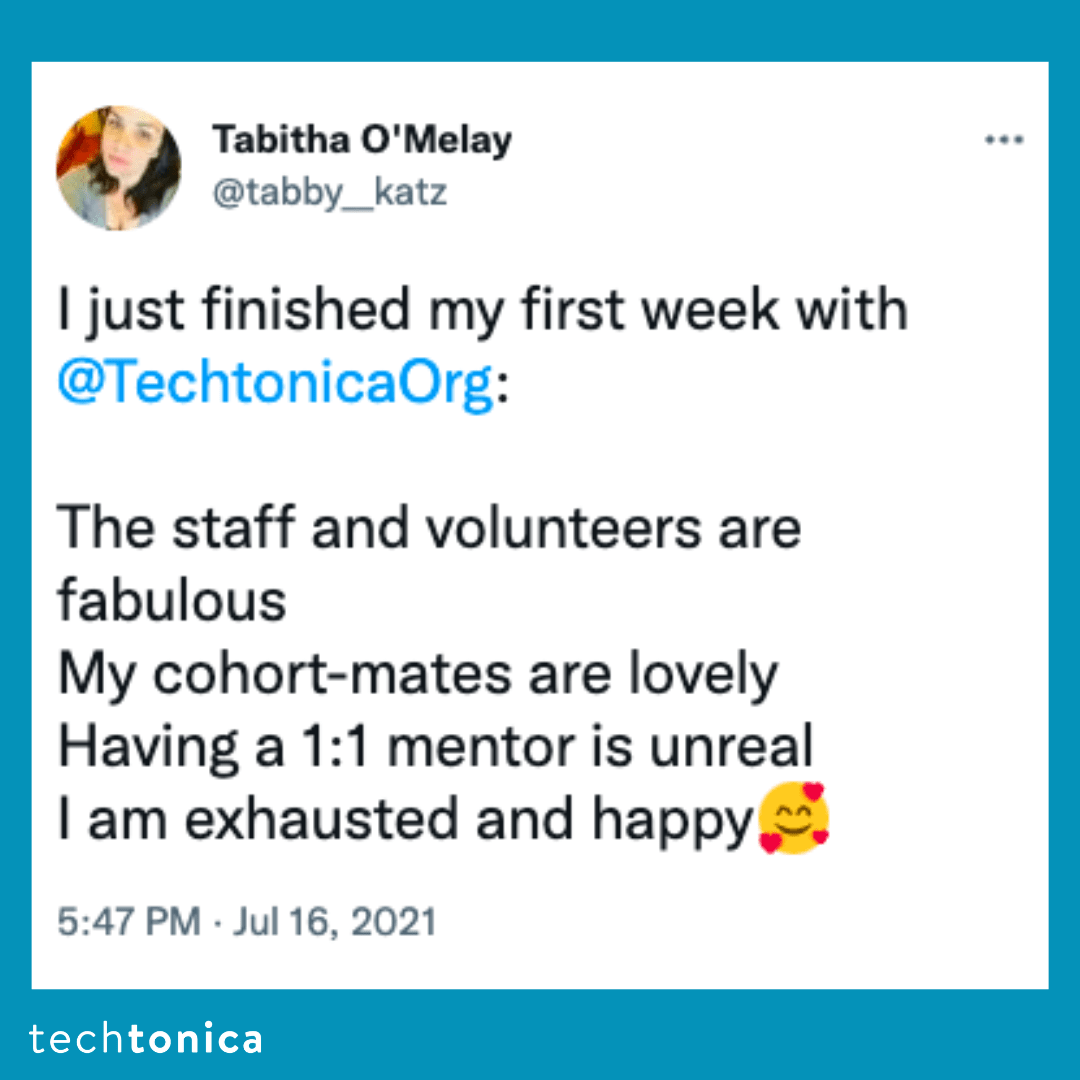 Tabitha O'Melay
@tabby__katz
I just finished my first week with
@TechtonicaOrg:
The staff and volunteers are
fabulous
My cohort-mates are lovely
Having a 1:1 mentor is unreal
I am exhausted and happy🥰
5:47 PM · Jul 16, 2021
techtonica